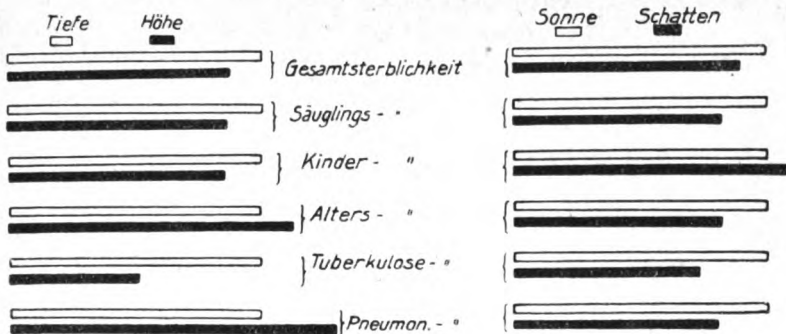 Tiefe Höhe Sonne Schatten
Gesamtsterblichkeit
Säuglings - "
Kinder - "
Alters - "
Tuberkulose - "
Pneumon. - "